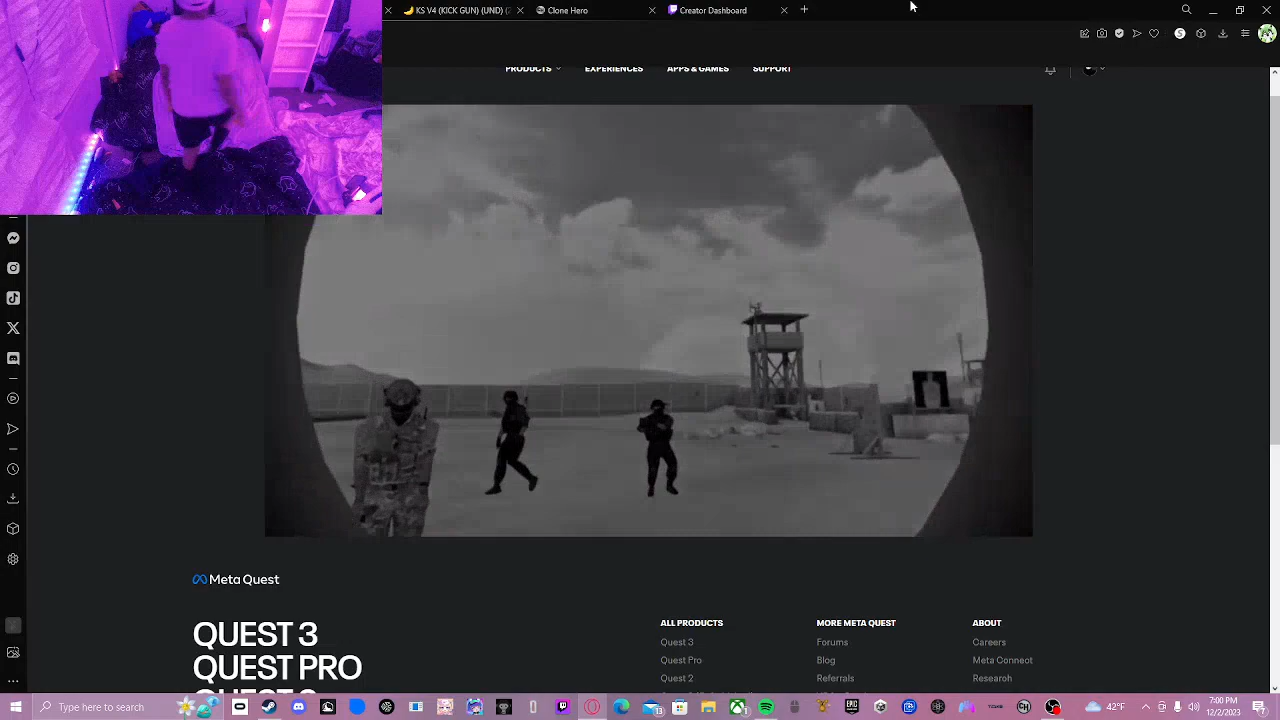 KS V4 (KICK GUN) {UND} (
Clone Hero
Creator Dashboard
PRODUCTS
EXPERIENCES
APPS & GAMES
SUPPORT
Meta Quest
QUEST 3
QUEST PRO
ALL PRODUCTS
Quest 3
Quest Pro
Quest 2
MORE META QUEST
Forums
Blog
Referrals
ABOUT
Careers
Meta Connect
Research
Type here to search
42°F
7:00 PM
12/2/2023